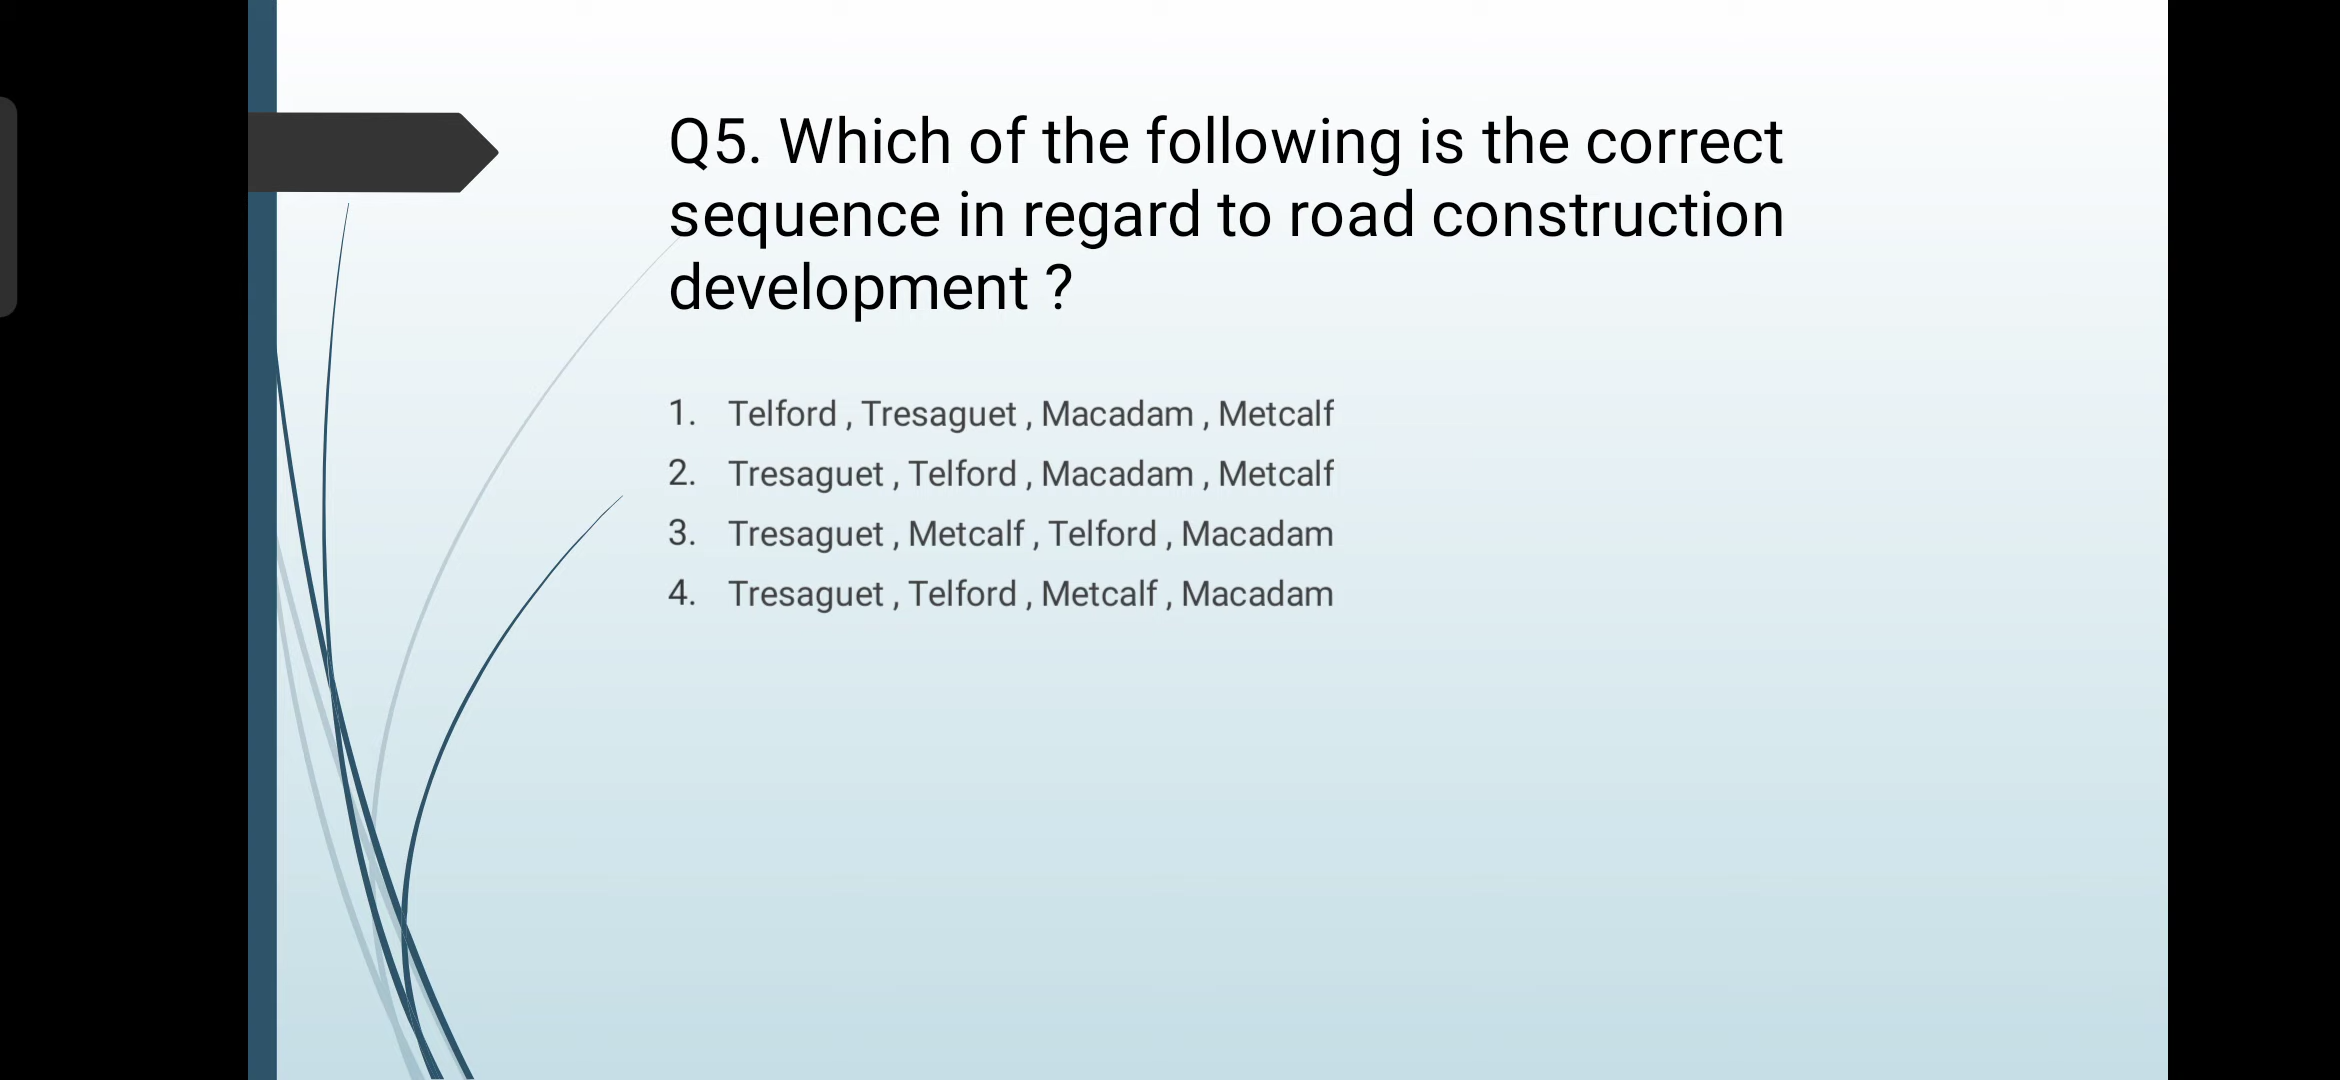 Q5. Which of the following is the correct
sequence in regard to road construction
development ?
1. Telford , Tresaguet , Macadam , Metcalf
2. Tresaguet , Telford , Macadam , Metcalf
3. Tresaguet , Metcalf , Telford , Macadam
4. Tresaguet , Telford , Metcalf , Macadam